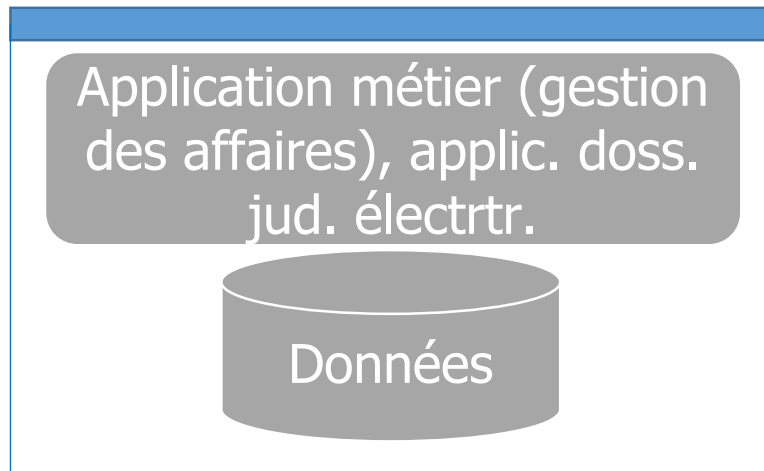 Application métier (gestion
des affaires), applic. doss.
jud. électrtr.
Données